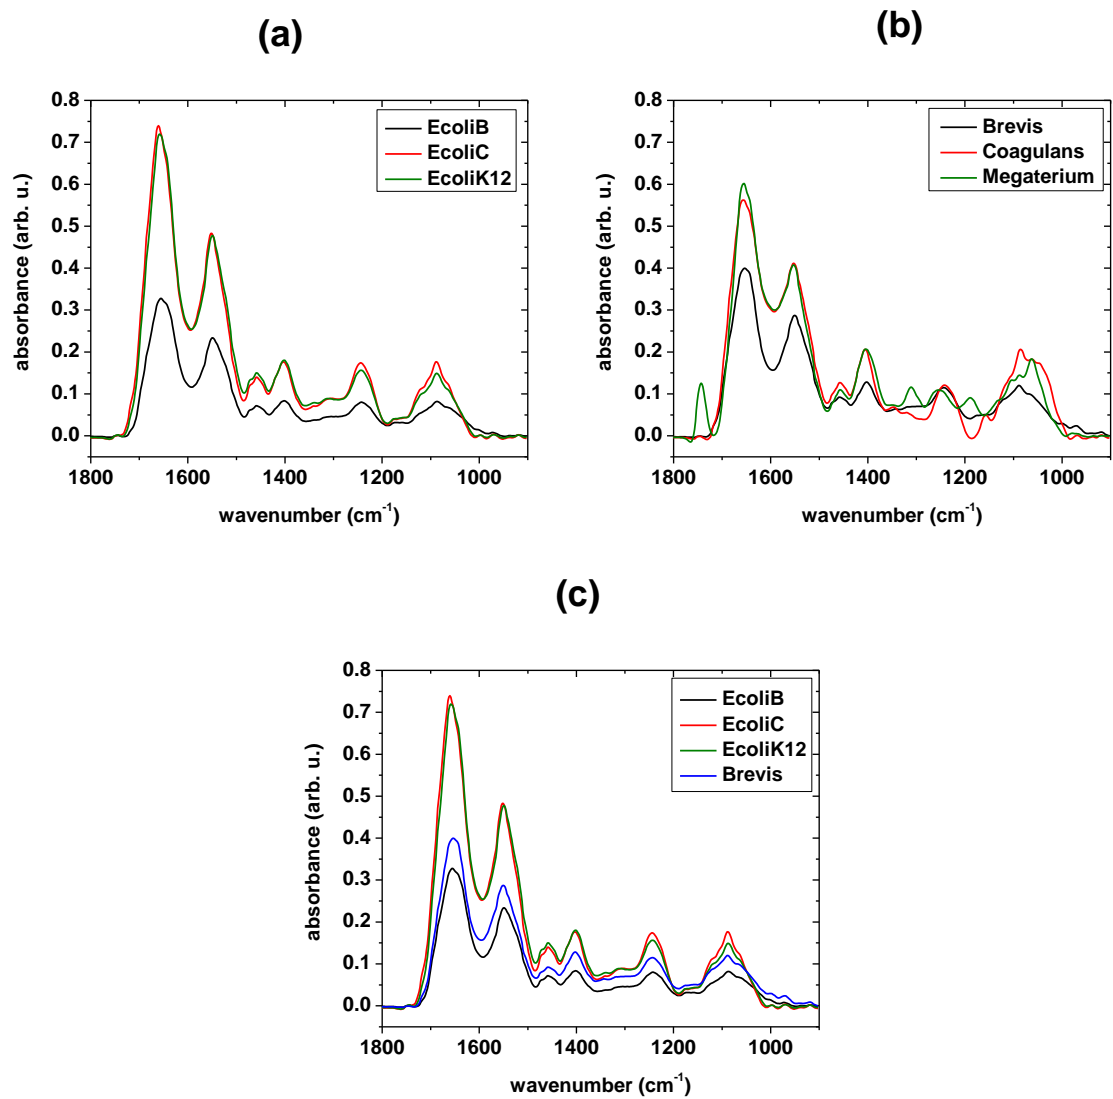 (a)
(b)
0.8
0.7
0.6
0.5
0.4
0.3
0.2
0.1
0.0
absorbance (arb. u.)
EcoliB
EcoliC
EcoliK12
1800 1600 1400 1200 1000
wavenumber (cm⁻¹)
0.8
0.7
0.6
0.5
0.4
0.3
0.2
0.1
0.0
absorbance (arb. u.)
Brevis
Coagulans
Megaterium
1800 1600 1400 1200 1000
wavenumber (cm⁻¹)
(c)
0.8
0.7
0.6
0.5
0.4
0.3
0.2
0.1
0.0
absorbance (arb. u.)
EcoliB
EcoliC
EcoliK12
Brevis
1800 1600 1400 1200 1000
wavenumber (cm⁻¹)